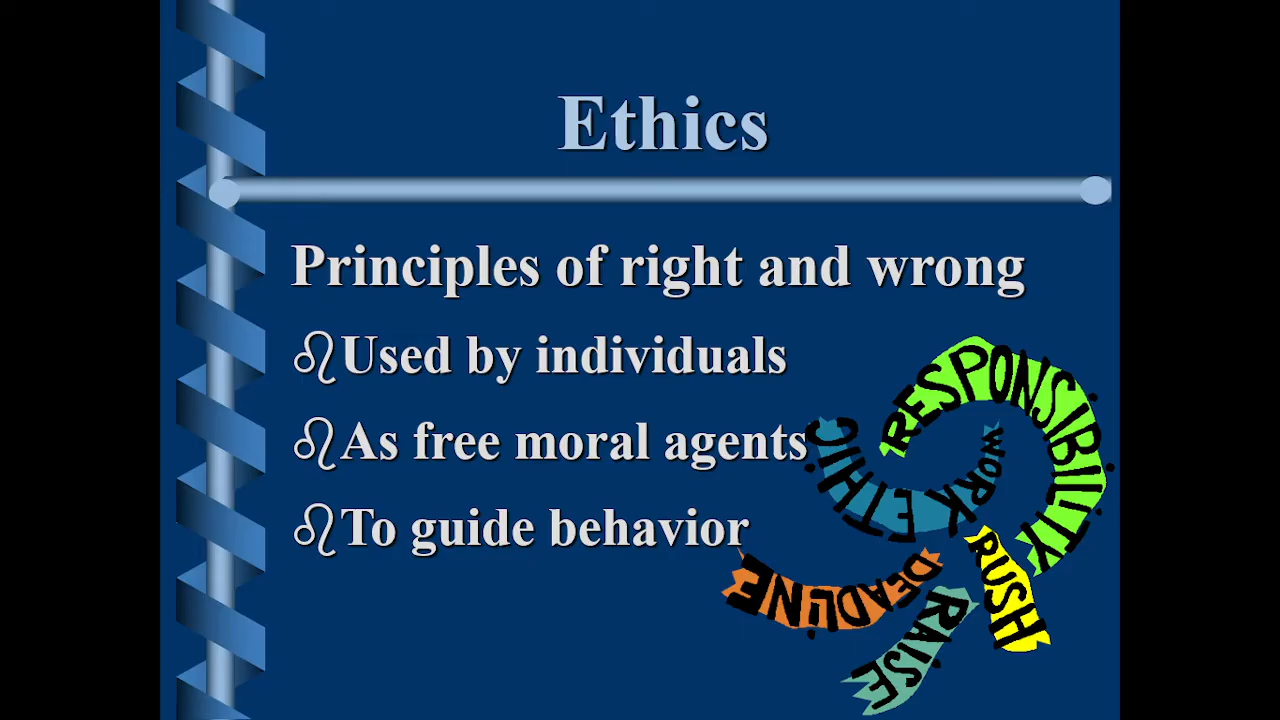 Ethics
Principles of right and wrong
♌Used by individuals
♌As free moral agents
♌To guide behavior
RESPONSIBILITY
WORK ETHIC
RUSH
DEADLINE
RAISE